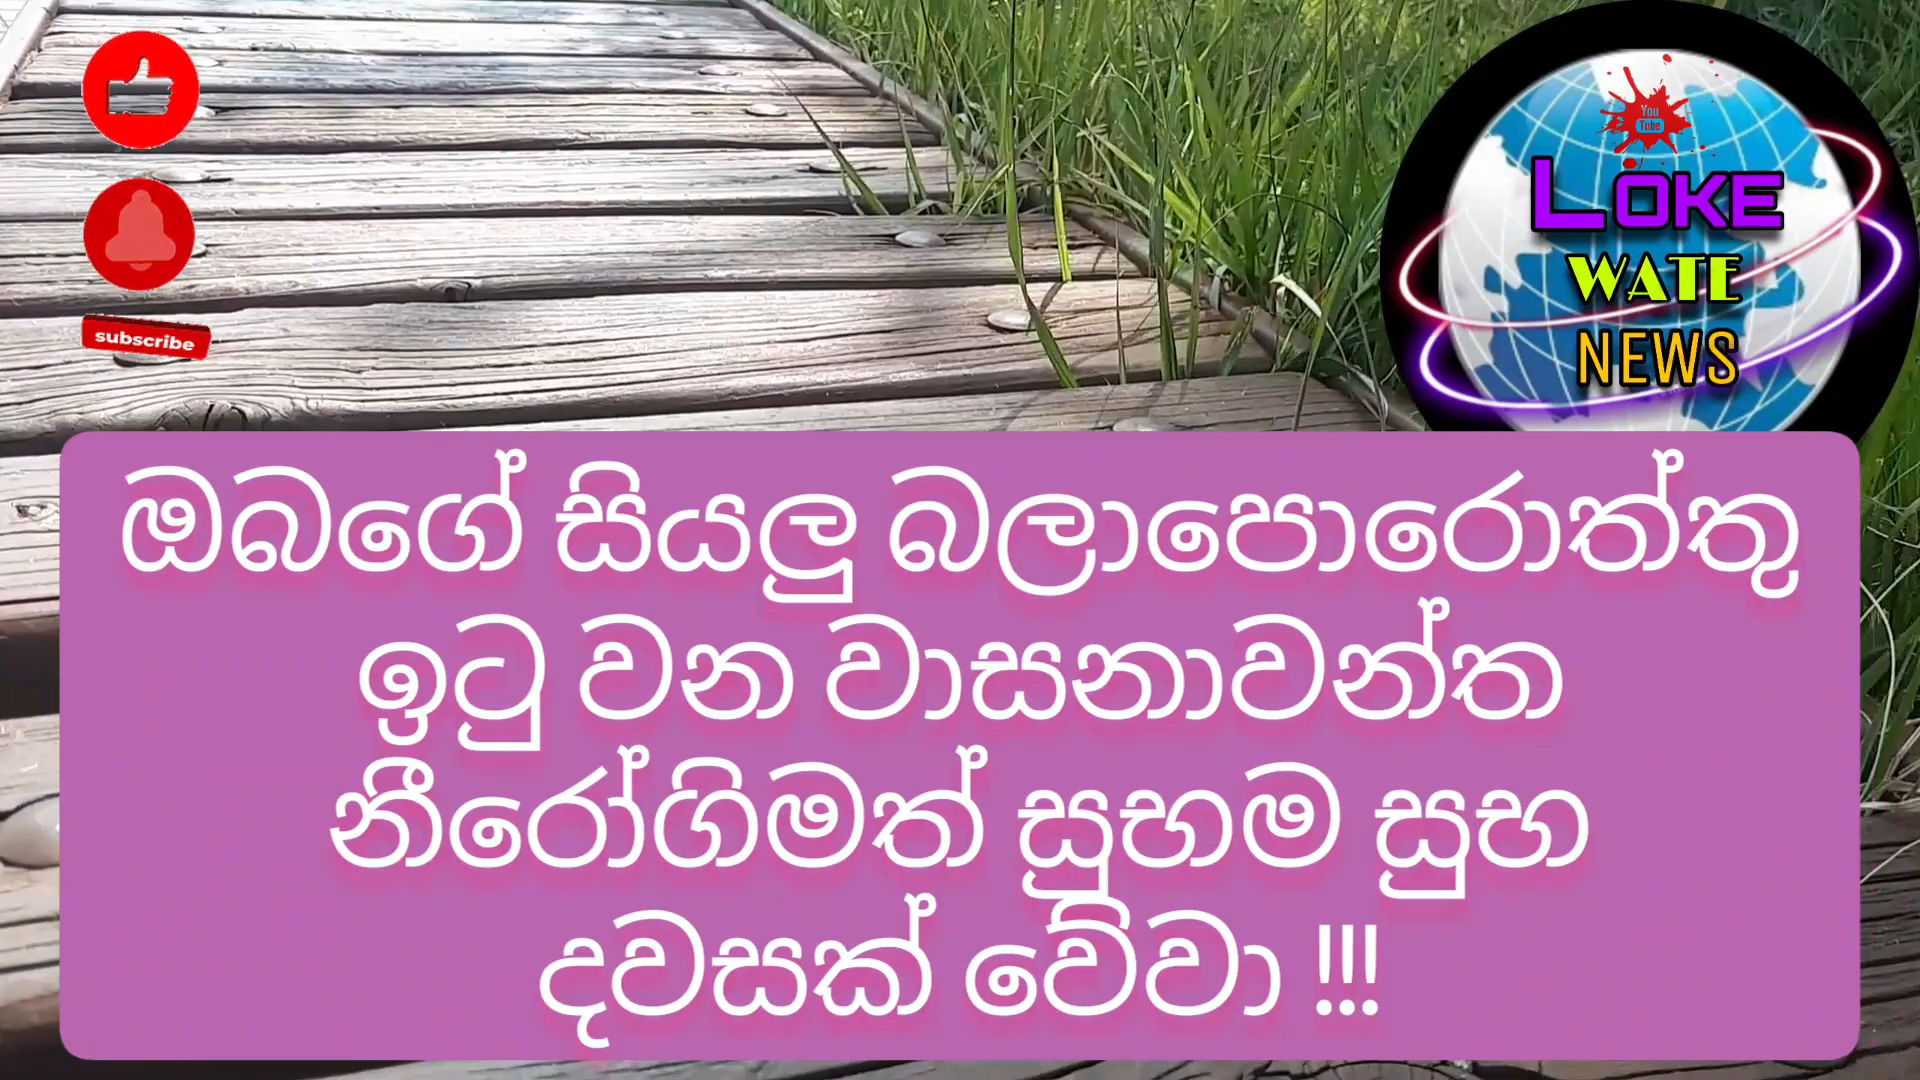 You
Tube
LOKE
WATE
NEWS
subscribe
ඔබගේ සියලු බලාපොරොත්තු
ඉටු වන වාසනාවන්ත
නීරෝගිමත් සුභම සුභ
දවසක් වේවා !!!